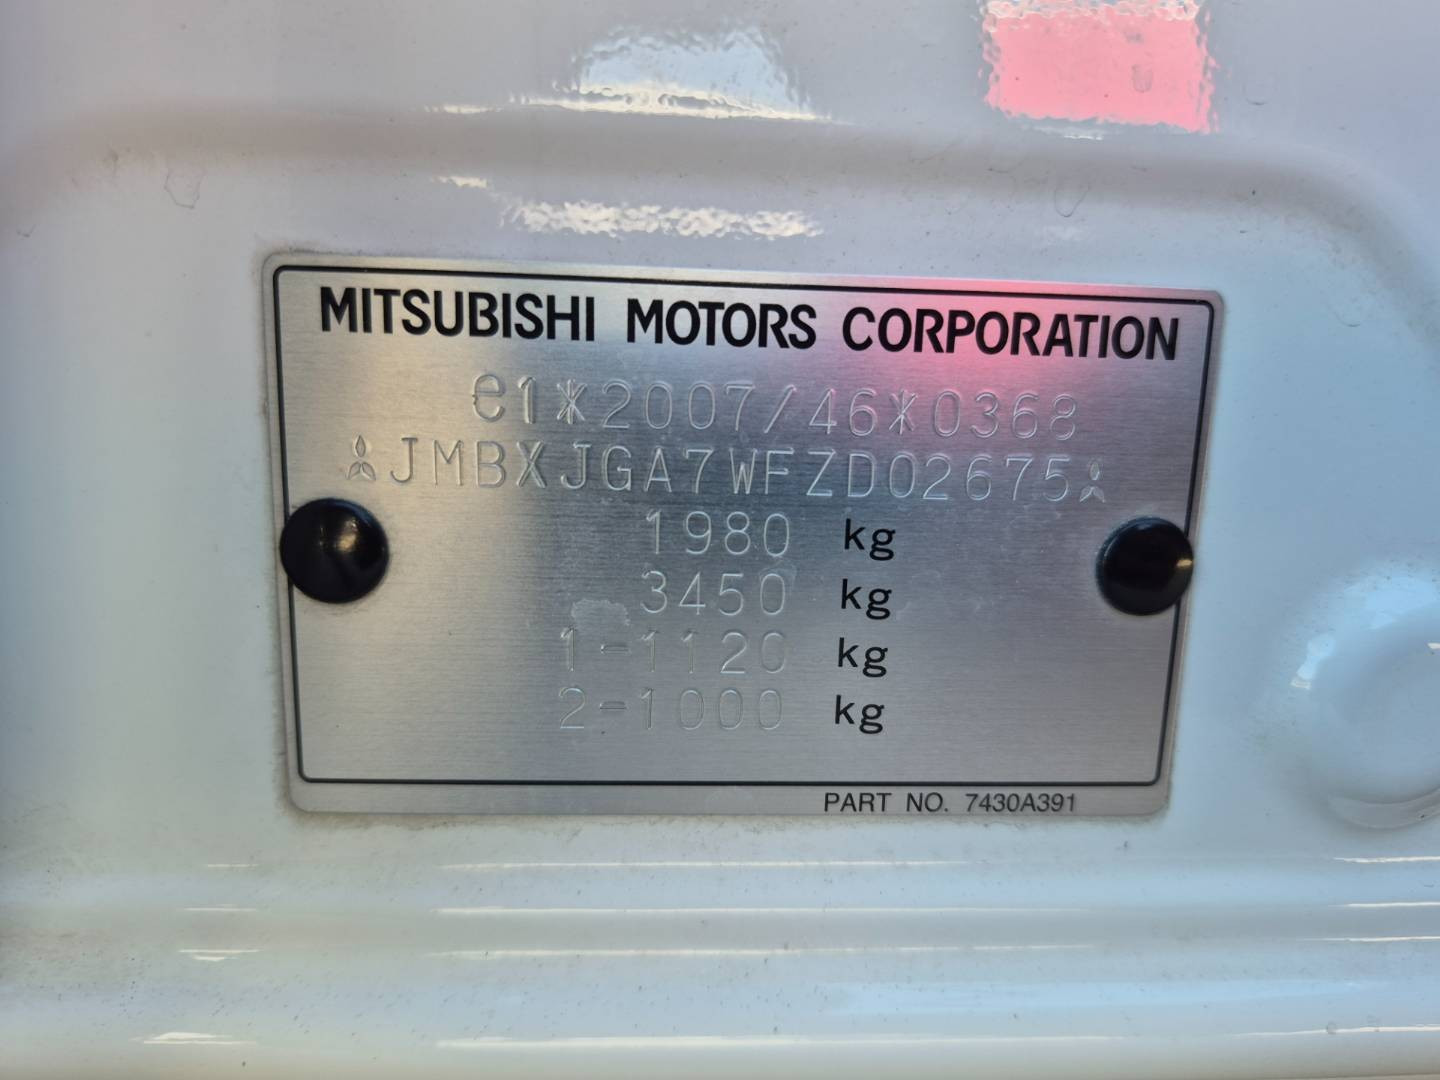 MITSUBISHI MOTORS CORPORATION
e1*2007/46*0368
JMBXJGA7WFZD02675
1980 kg
3450 kg
1-1120 kg
2-1000 kg
PART NO. 7430A391